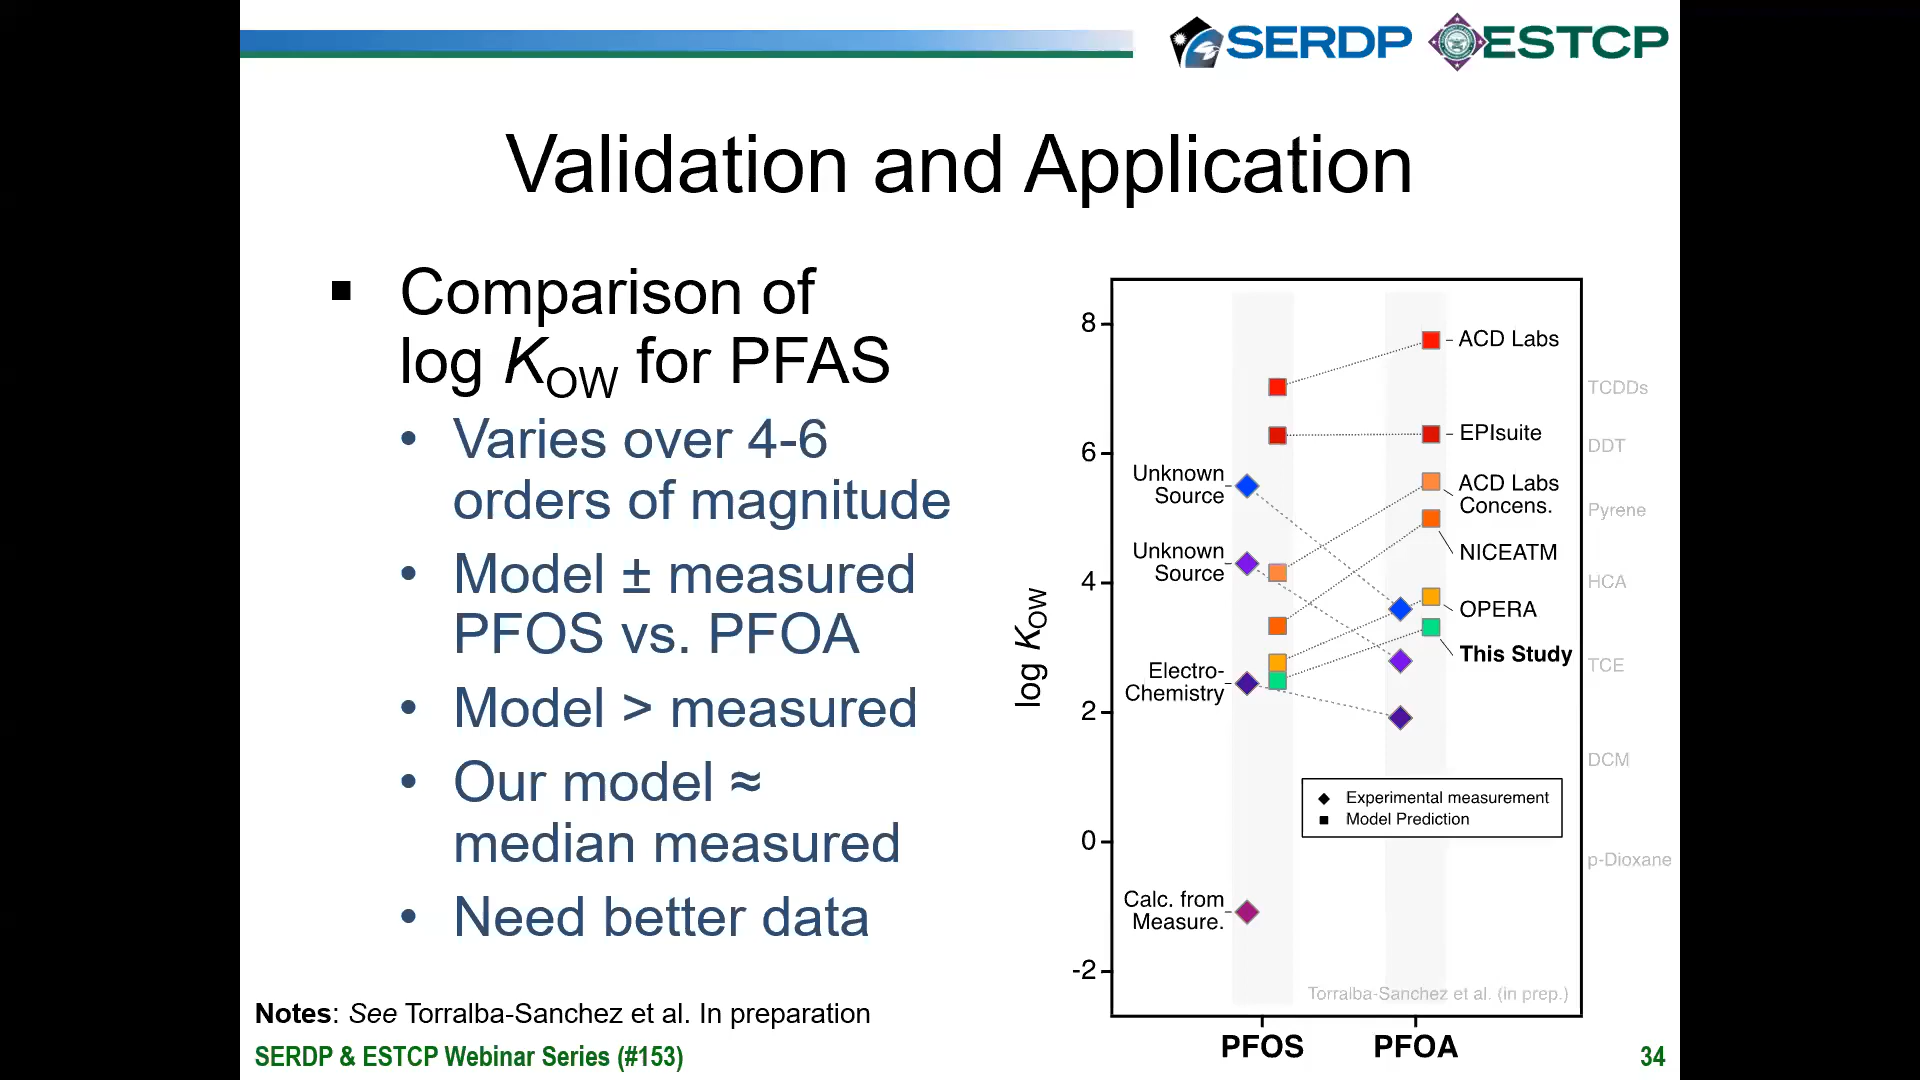 SERDP ESTCP
Validation and Application
▪ Comparison of
log KOW for PFAS
• Varies over 4-6
orders of magnitude
• Model ± measured
PFOS vs. PFOA
• Model > measured
• Our model ≈
median measured
• Need better data
log KOW
8
6
4
2
0
-2
Unknown
Source
Unknown
Source
Electro-
Chemistry
Calc. from
Measure.
ACD Labs
EPIsuite
ACD Labs
Concens.
NICEATM
OPERA
This Study
Experimental measurement
Model Prediction
Torralba-Sanchez et al. (in prep.)
PFOS PFOA
TCDDs
DDT
Pyrene
HCA
TCE
DCM
p-Dioxane
Notes: See Torralba-Sanchez et al. In preparation
SERDP & ESTCP Webinar Series (#153)
34